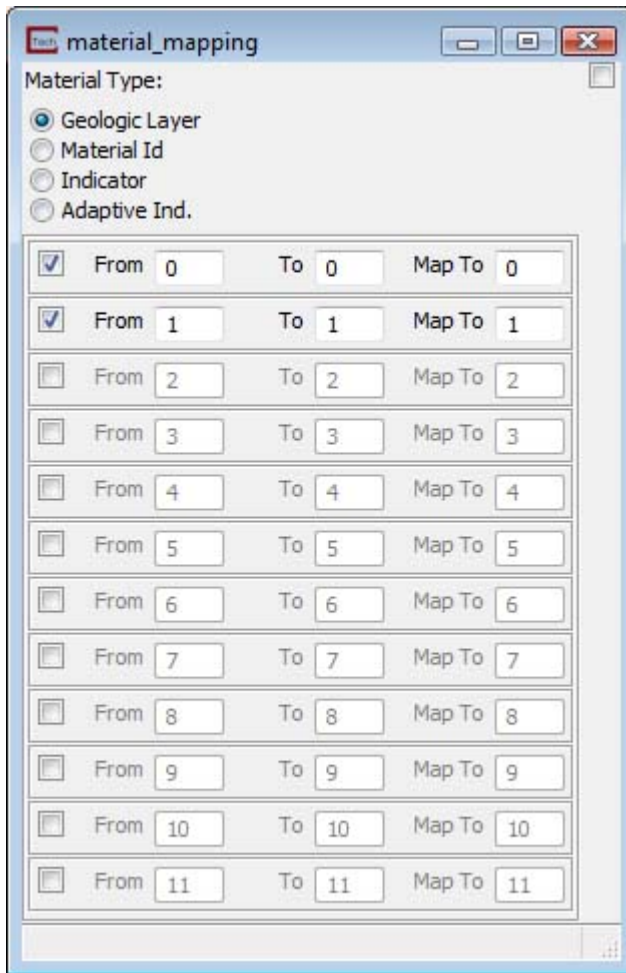 Tech material_mapping
Material Type:
Geologic Layer
Material Id
Indicator
Adaptive Ind.
From 0 To 0 Map To 0
From 1 To 1 Map To 1
From 2 To 2 Map To 2
From 3 To 3 Map To 3
From 4 To 4 Map To 4
From 5 To 5 Map To 5
From 6 To 6 Map To 6
From 7 To 7 Map To 7
From 8 To 8 Map To 8
From 9 To 9 Map To 9
From 10 To 10 Map To 10
From 11 To 11 Map To 11